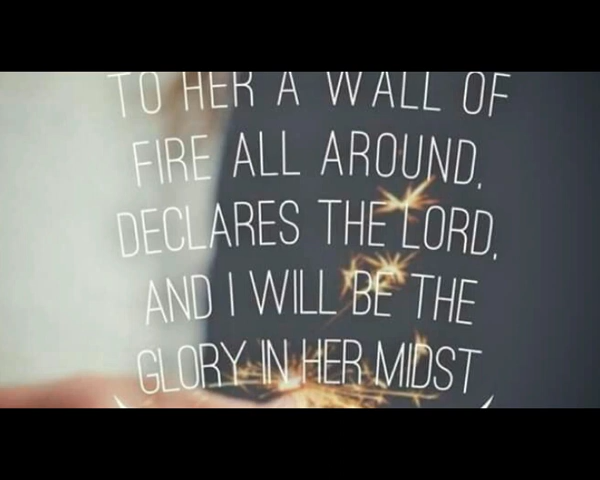 TO HER A WALL OF
FIRE ALL AROUND,
DECLARES THE LORD,
AND I WILL BE THE
GLORY IN HER MIDST